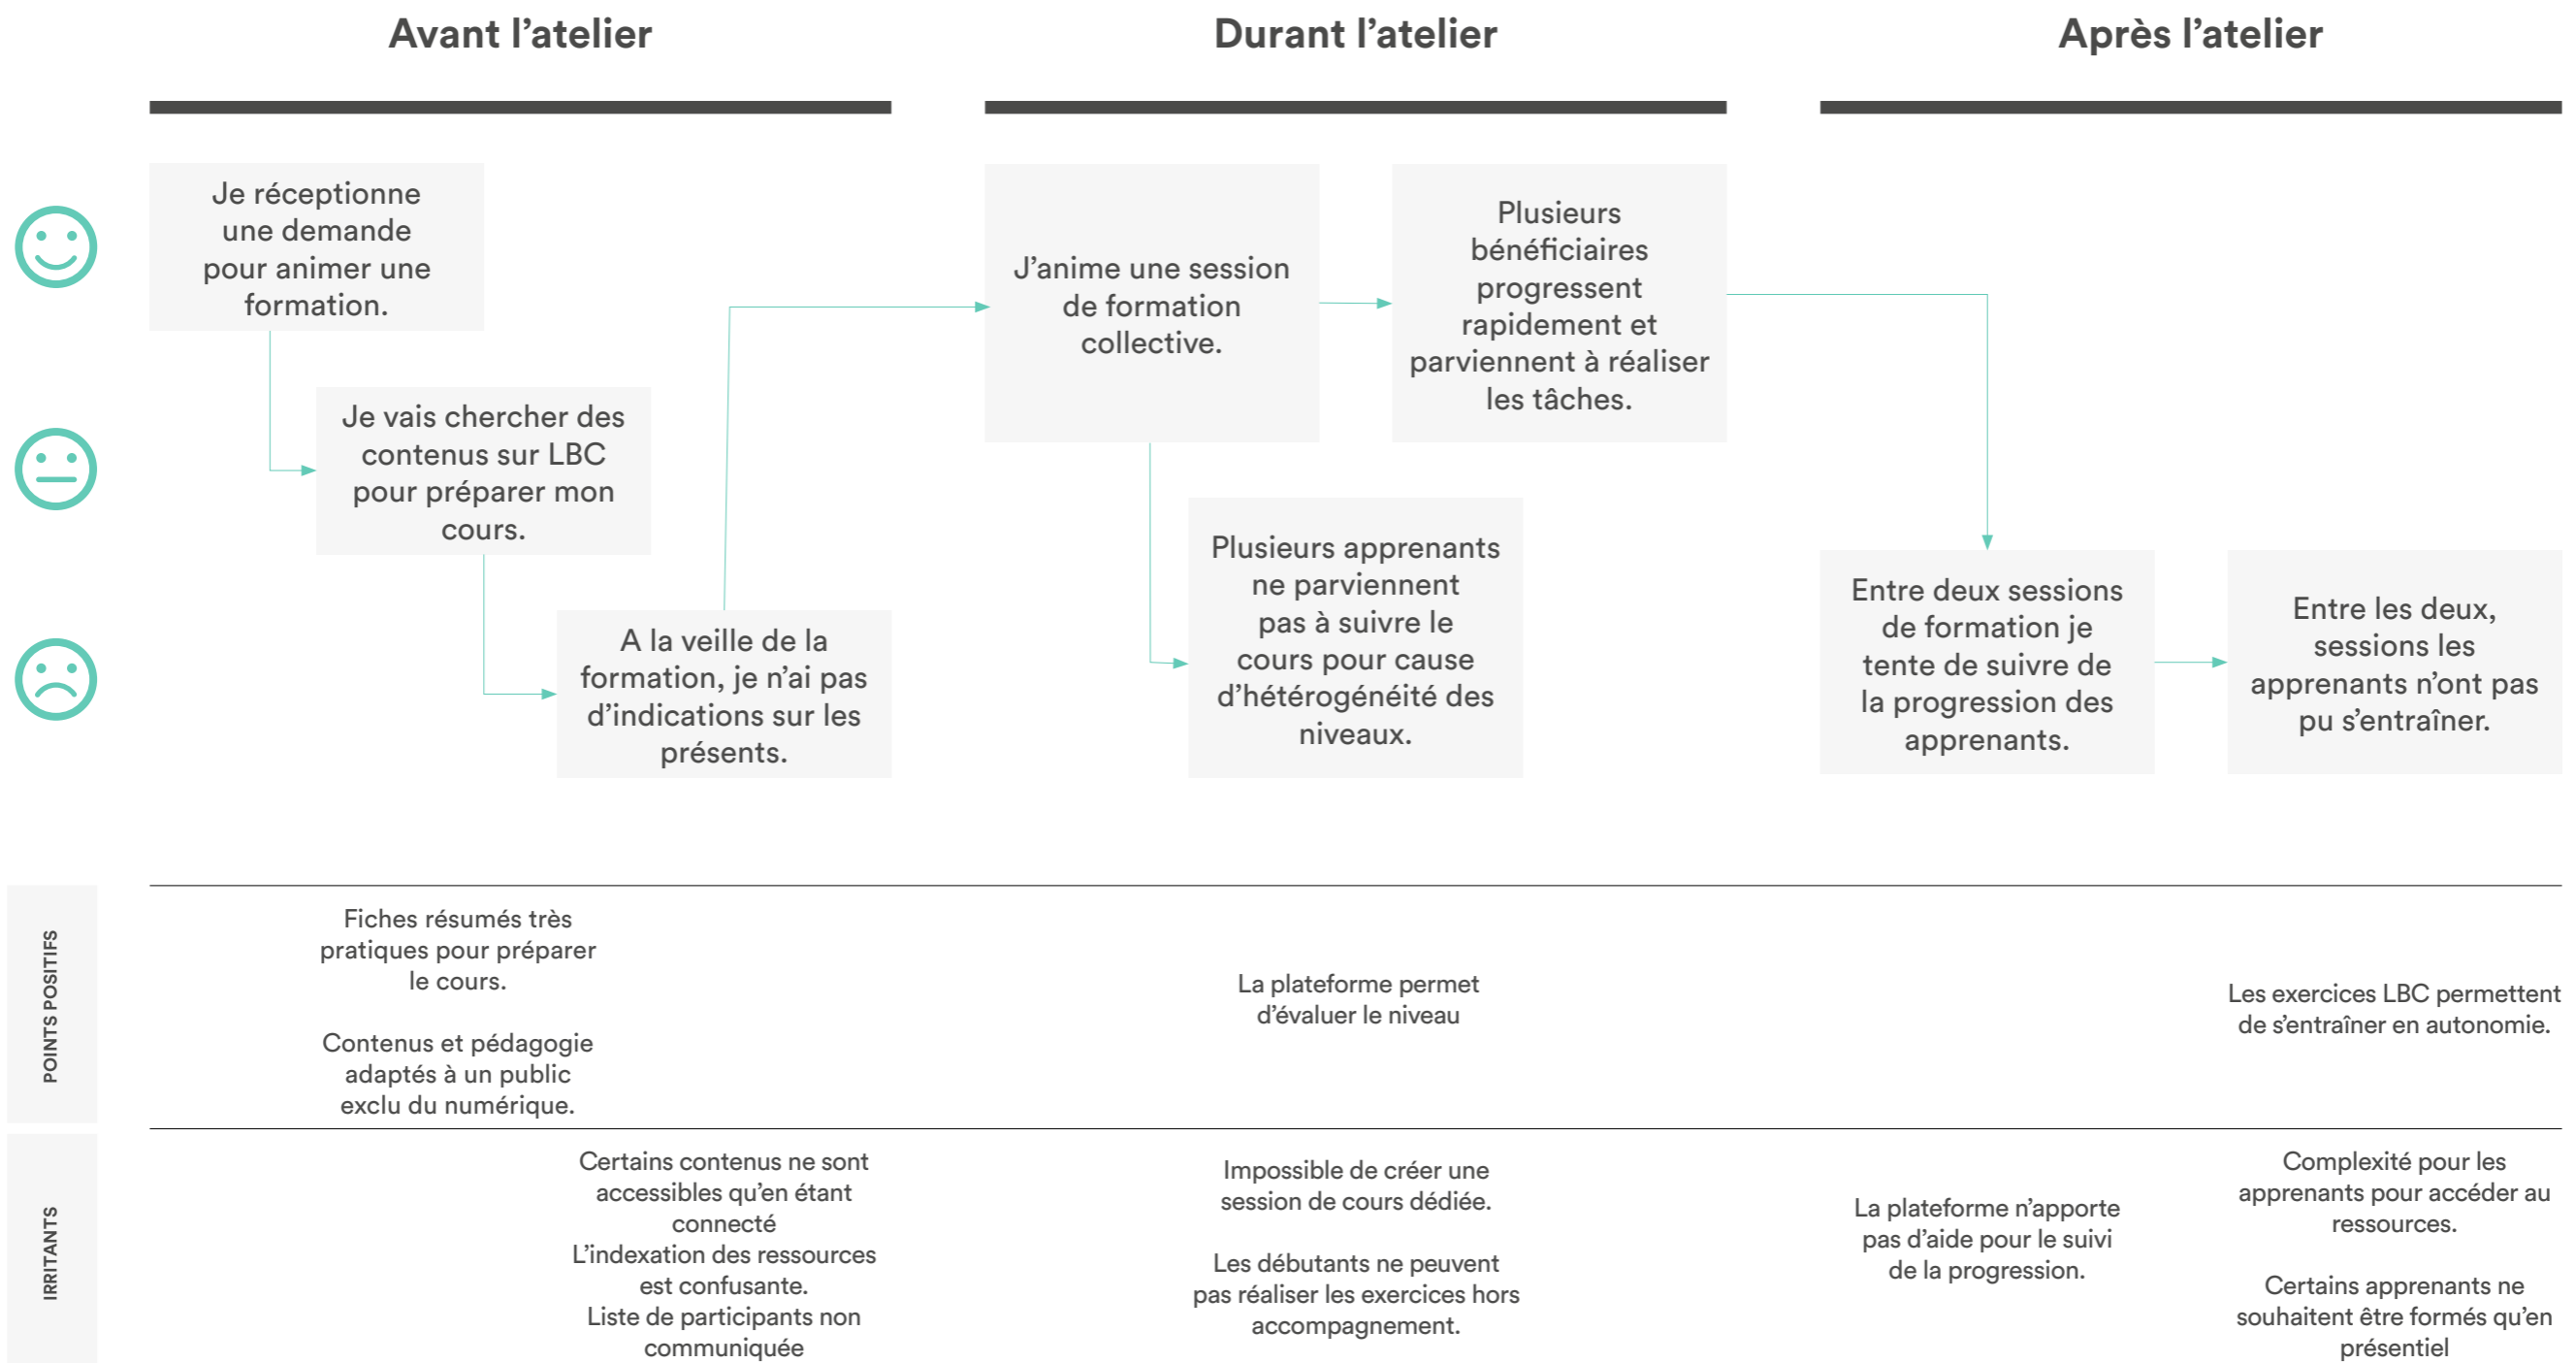 Avant l’atelier
Durant l’atelier
Après l’atelier
Je réceptionne
une demande
pour animer une
formation.
Je vais chercher des
contenus sur LBC
pour préparer mon
cours.
A la veille de la
formation, je n’ai pas
d’indications sur les
présents.
J’anime une session
de formation
collective.
Plusieurs
bénéficiaires
progressent
rapidement et
parviennent à réaliser
les tâches.
Plusieurs apprenants
ne parviennent
pas à suivre le
cours pour cause
d’hétérogénéité des
niveaux.
Entre deux sessions
de formation je
tente de suivre de
la progression des
apprenants.
Entre les deux,
sessions les
apprenants n’ont pas
pu s’entraîner.
POINTS POSITIFS
Fiches résumés très
pratiques pour préparer
le cours.
Contenus et pédagogie
adaptés à un public
exclu du numérique.
La plateforme permet
d’évaluer le niveau
Les exercices LBC permettent
de s’entraîner en autonomie.
IRRITANTS
Certains contenus ne sont
accessibles qu’en étant
connecté
L’indexation des ressources
est confusante.
Liste de participants non
communiquée
Impossible de créer une
session de cours dédiée.
Les débutants ne peuvent
pas réaliser les exercices hors
accompagnement.
La plateforme n’apporte
pas d’aide pour le suivi
de la progression.
Complexité pour les
apprenants pour accéder au
ressources.
Certains apprenants ne
souhaitent être formés qu’en
présentiel